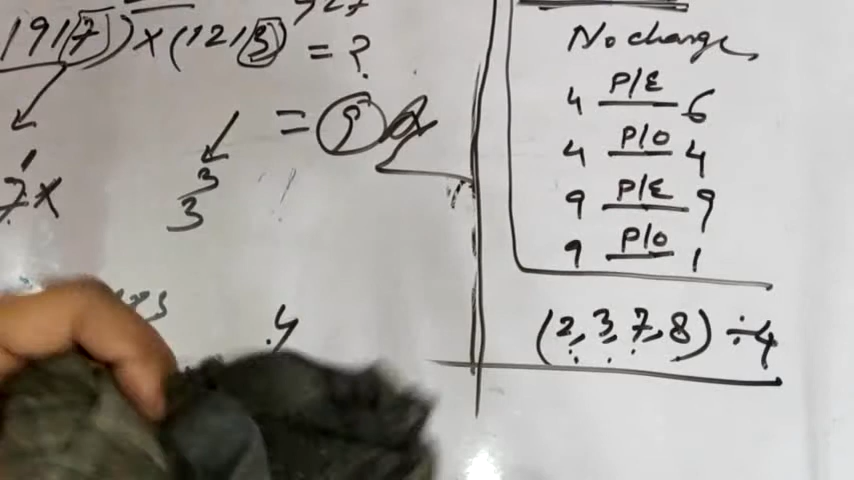 1917) × (1213) = ?
= 9
7
3
3
No change
4 P/E 6
4 P/O 4
9 P/E 9
9 P/O 1
(2, 3, 7, 8) ÷ 4